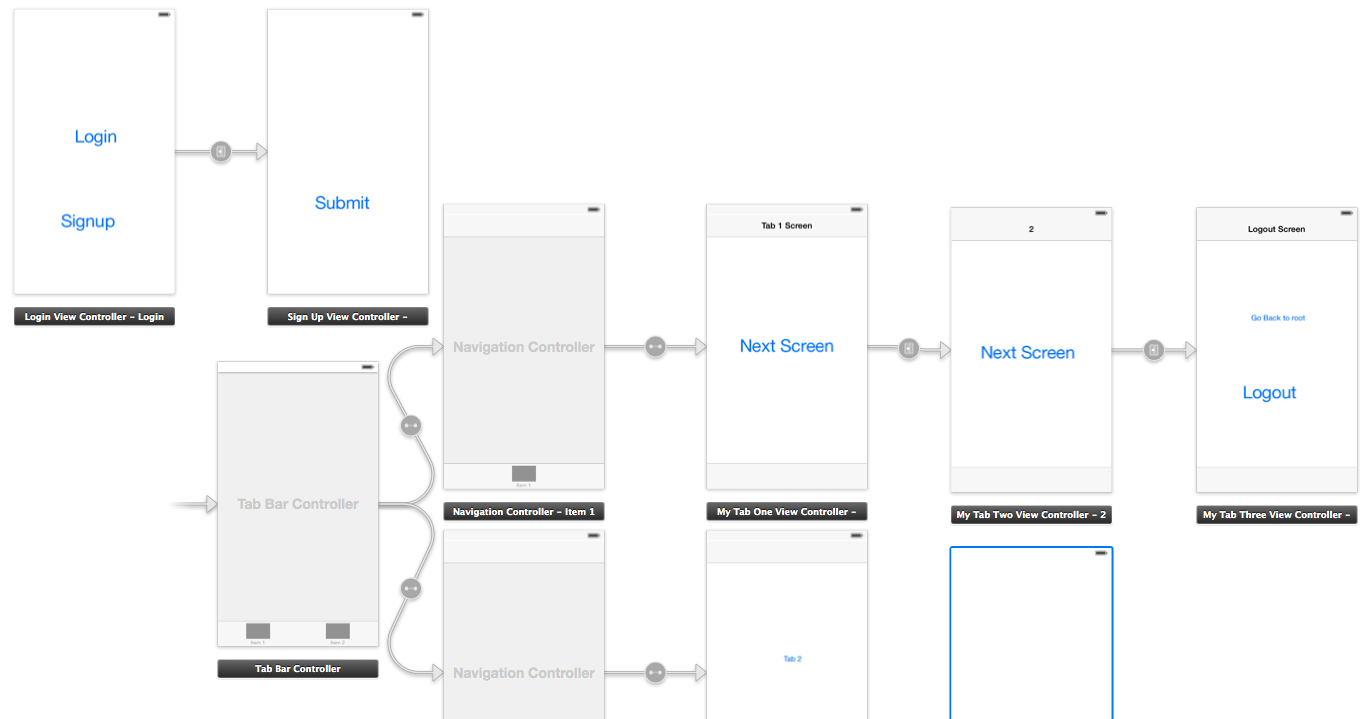 Login
Signup
Login View Controller – Login
Submit
Sign Up View Controller –
Tab Bar Controller
Item 1
Item 2
Tab Bar Controller
Navigation Controller
Item 1
Navigation Controller – Item 1
Tab 1 Screen
Next Screen
My Tab One View Controller –
2
Next Screen
My Tab Two View Controller – 2
Logout Screen
Go Back to root
Logout
My Tab Three View Controller –
Navigation Controller
Tab 2